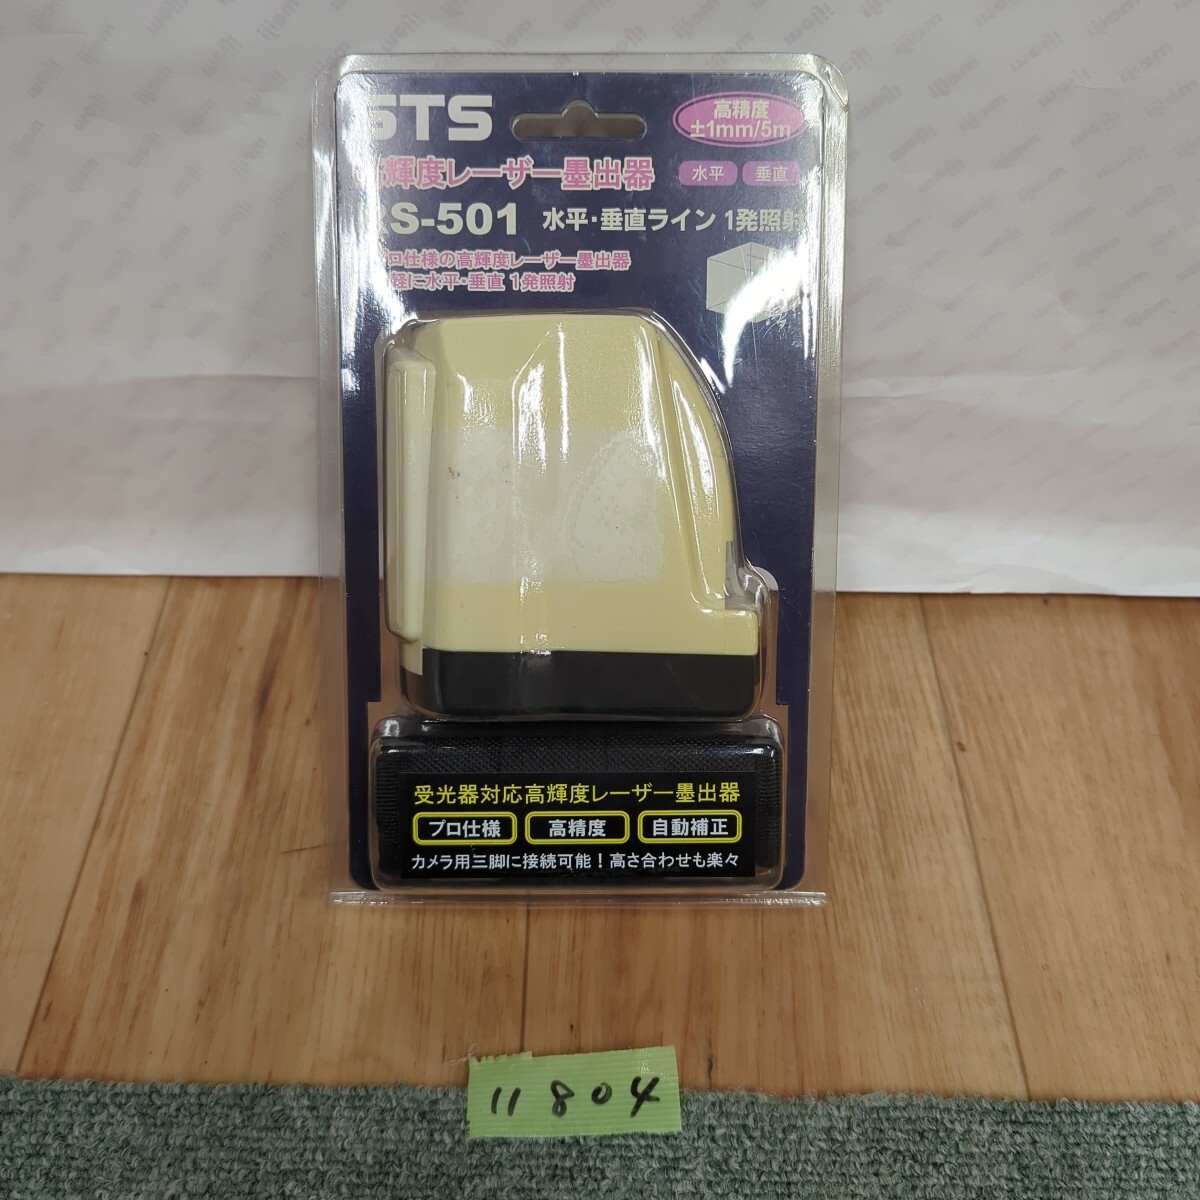 STS
高精度
±1mm/5m
輝度レーザー墨出器
水平 垂直
RS-501 水平・垂直ライン 1発照射
プロ仕様の高輝度レーザー墨出器
軽に水平・垂直 1発照射
受光器対応高輝度レーザー墨出器
プロ仕様 高精度 自動補正
カメラ用三脚に接続可能！高さ合わせも楽々
11804